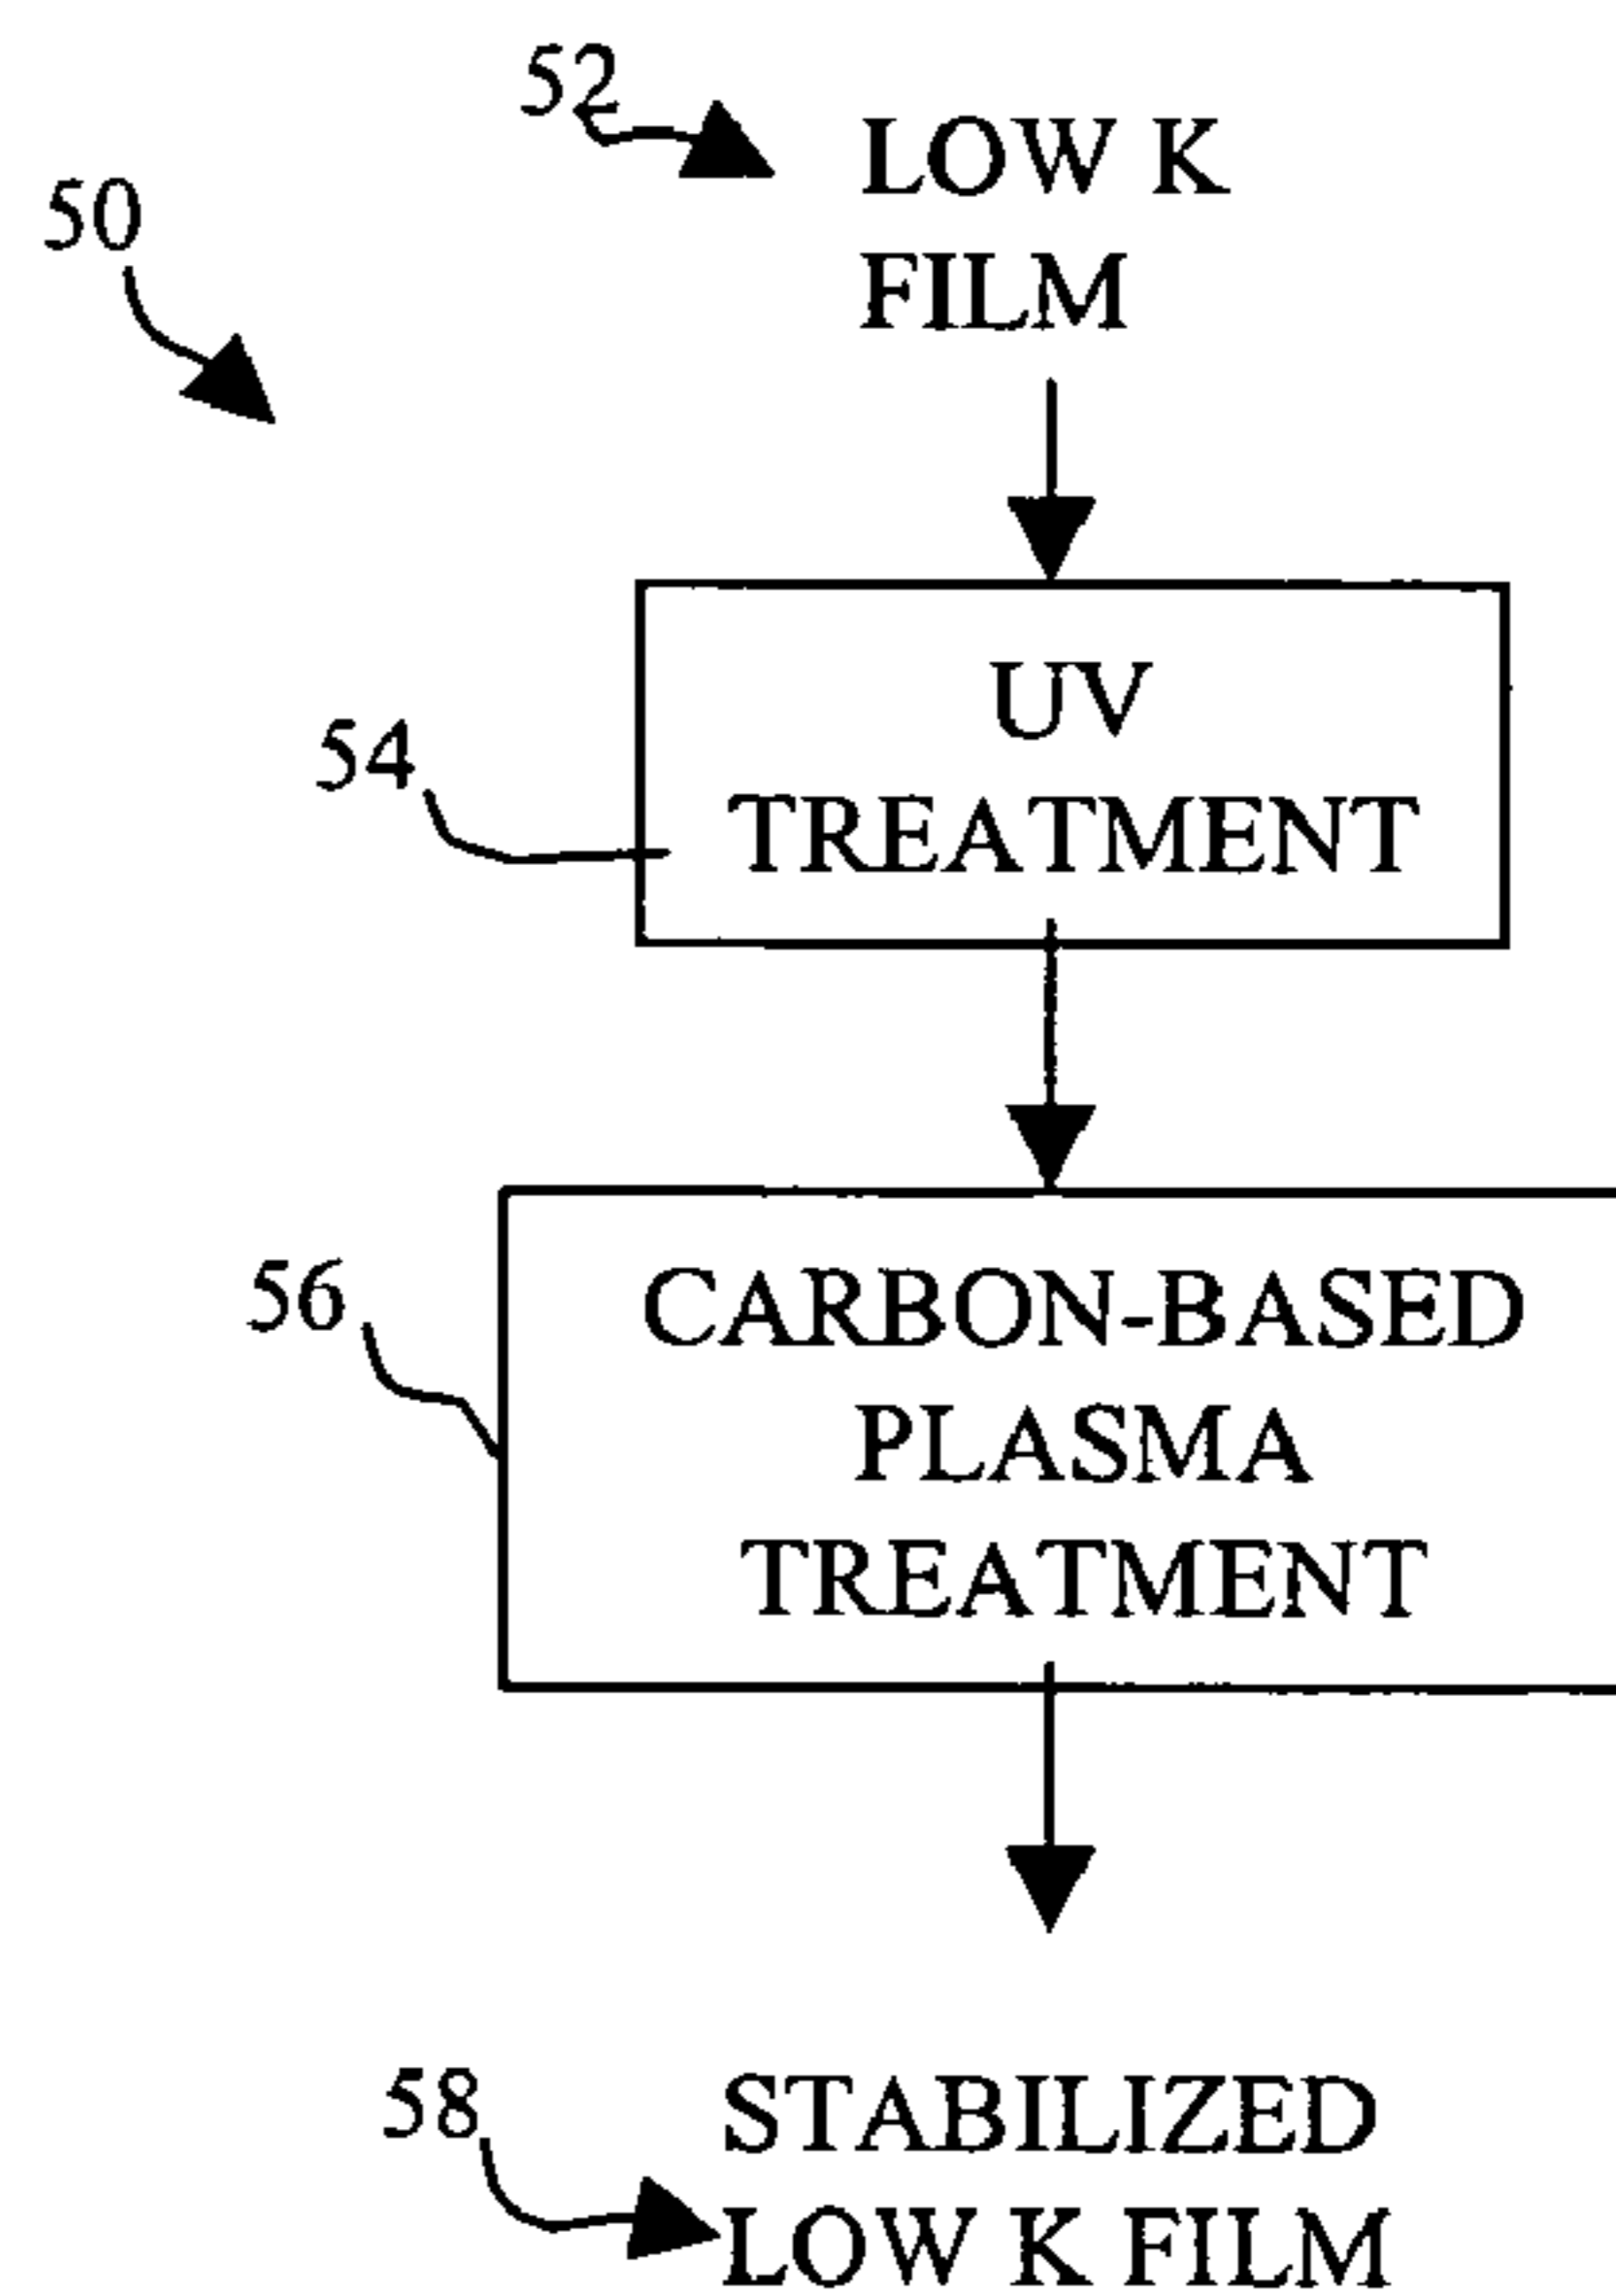 52
LOW K
50
FILM
UV
54
TREATMENT
56
CARBON-BASED
PLASMA
TREATMENT
58
STABILIZED
LOW K FILM